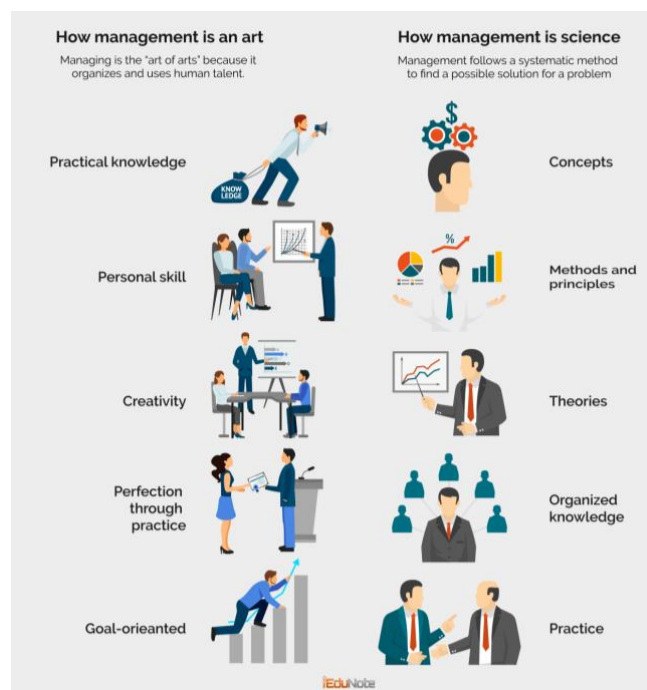 How management is an art
Managing is the “art of arts” because it
organizes and uses human talent.
Practical knowledge
KNOW
LEDGE
Personal skill
Creativity
Perfection
through
practice
Goal-orieanted
How management is science
Management follows a systematic method
to find a possible solution for a problem
$
Concepts
%
Methods and
principles
Theories
Organized
knowledge
Practice
iEduNote